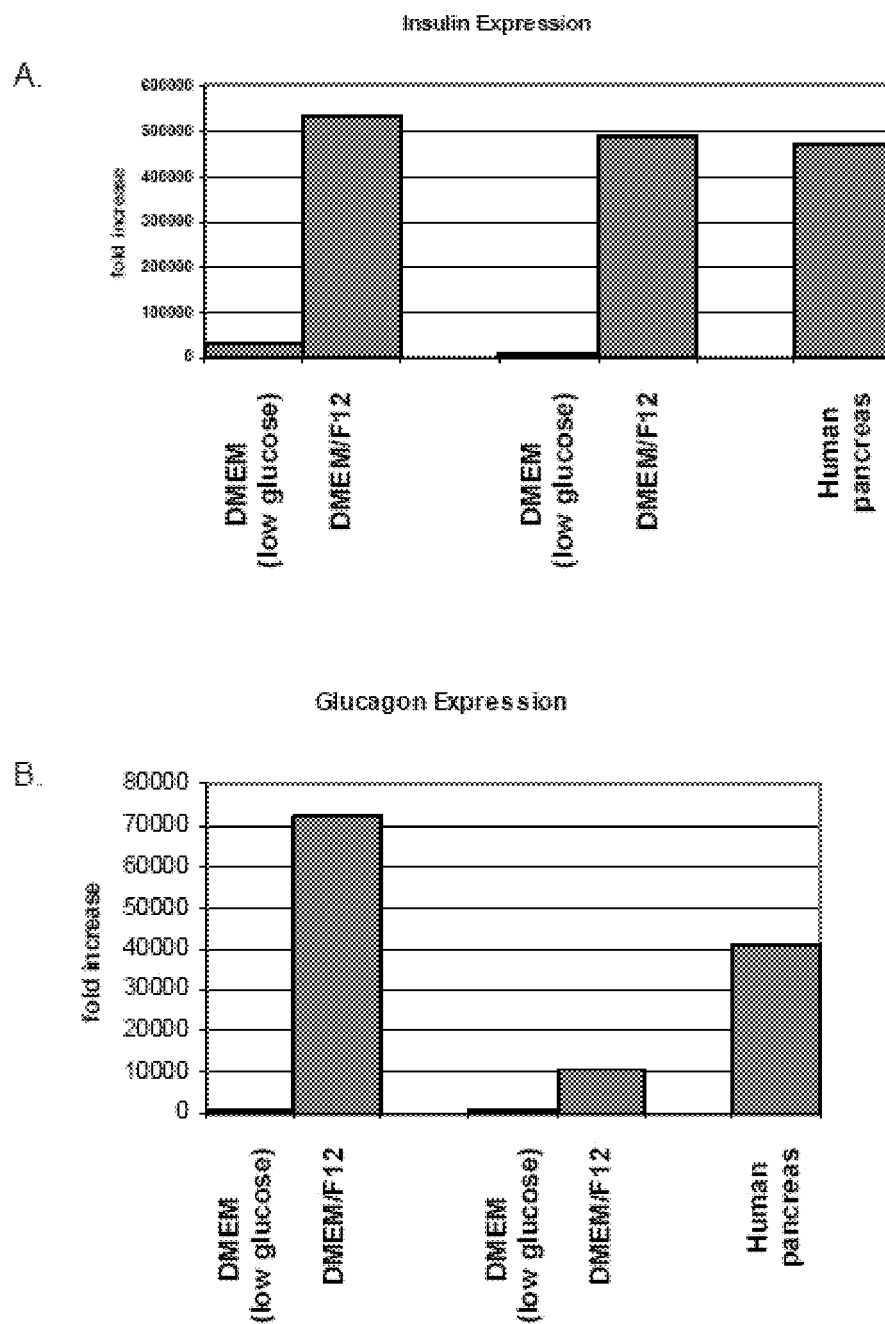 Insulin Expression
A.
600000
500000
400000
300000
200000
100000
0
fold increase
DMEM
(low glucose)
DMEM/F12
DMEM
(low glucose)
DMEM/F12
Human
pancreas
Glucagon Expression
B.
80000
70000
60000
50000
40000
30000
20000
10000
0
fold increase
DMEM
(low glucose)
DMEM/F12
DMEM
(low glucose)
DMEM/F12
Human
pancreas